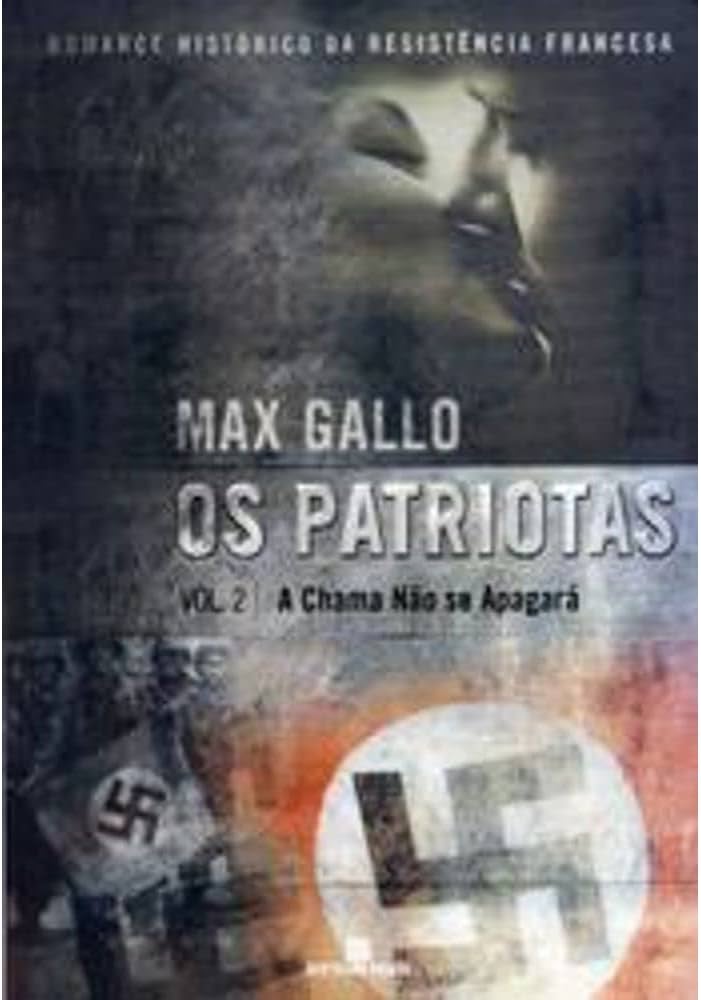 ROMANCE HISTÓRICO DA RESISTÊNCIA FRANCESA
MAX GALLO
OS PATRIOTAS
VOL. 2 | A Chama Não se Apagará